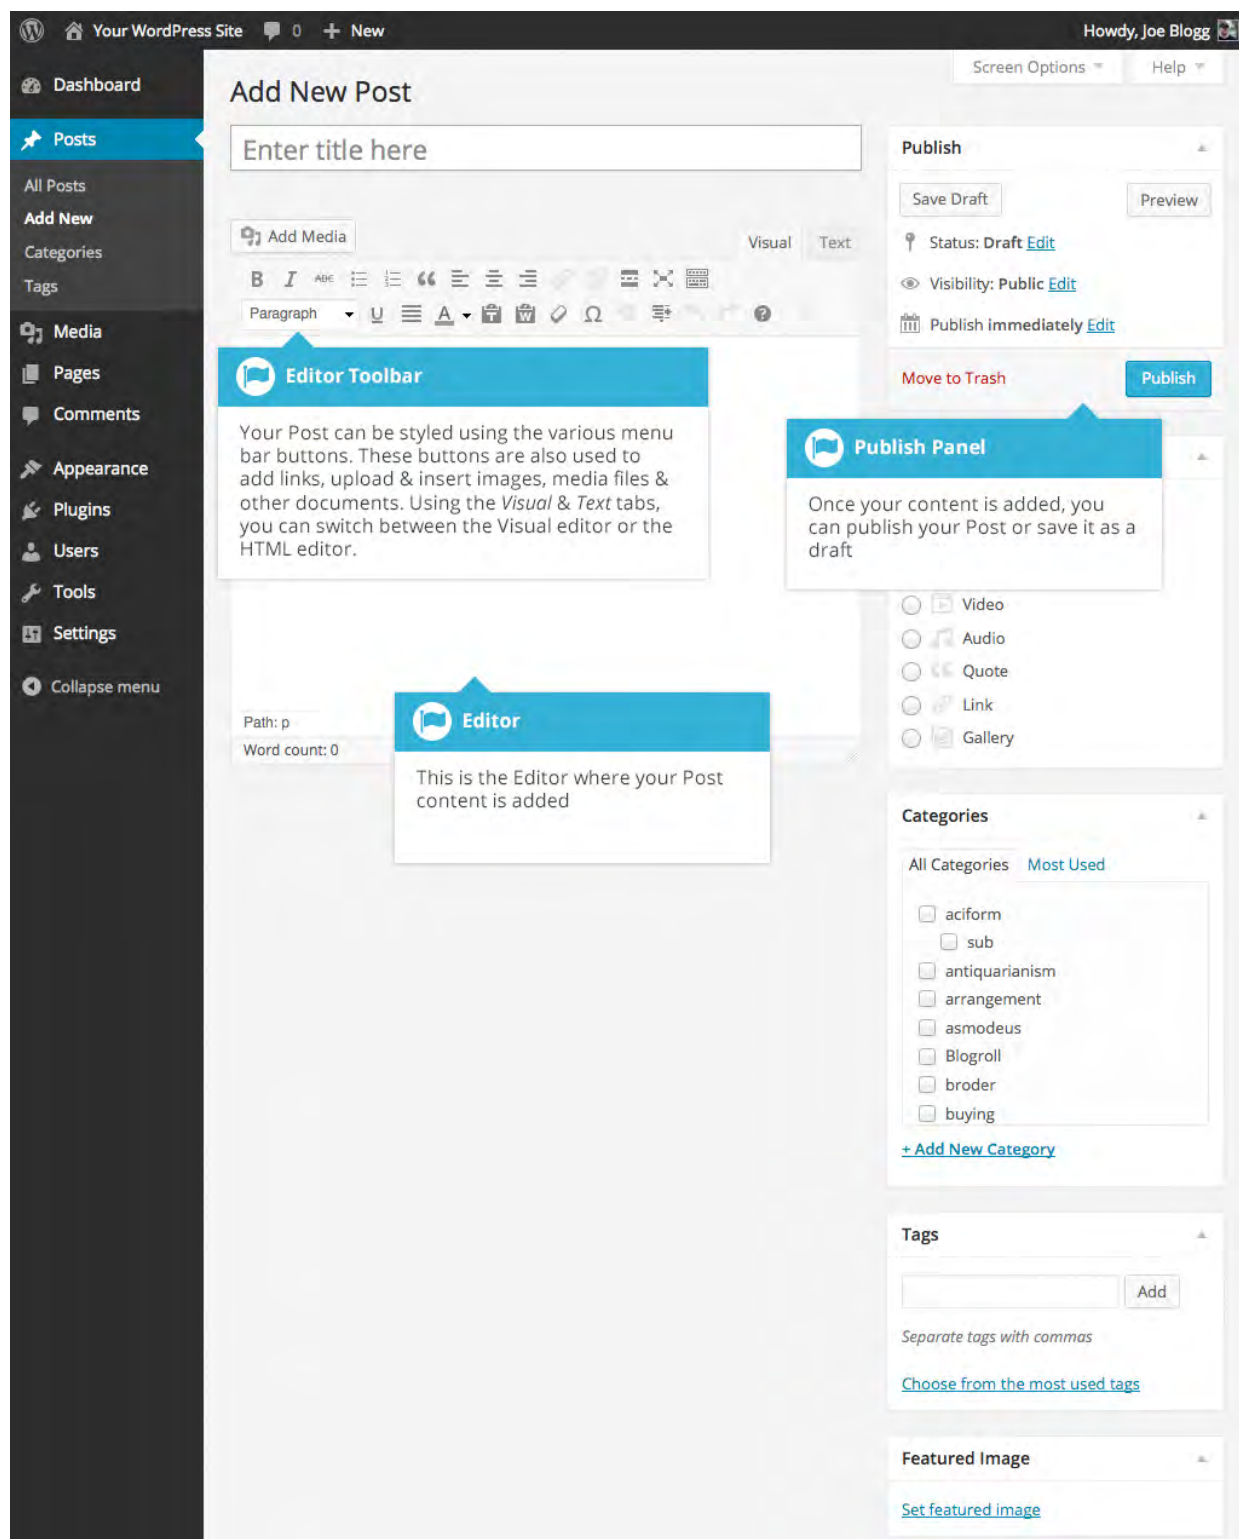 Your WordPress Site 0 + New
Howdy, Joe Blogg
Screen Options
Help
Dashboard
Posts
All Posts
Add New
Categories
Tags
Media
Pages
Comments
Appearance
Plugins
Users
Tools
Settings
Collapse menu
Add New Post
Enter title here
Add Media
Visual
Text
B I ABC
Paragraph U A T W Ω ?
Editor Toolbar
Your Post can be styled using the various menu
bar buttons. These buttons are also used to
add links, upload & insert images, media files &
other documents. Using the Visual & Text tabs,
you can switch between the Visual editor or the
HTML editor.
Path: p
Word count: 0
Editor
This is the Editor where your Post
content is added
Publish
Save Draft
Preview
Status: Draft Edit
Visibility: Public Edit
Publish immediately Edit
Move to Trash
Publish
Publish Panel
Once your content is added, you
can publish your Post or save it as a
draft
Video
Audio
Quote
Link
Gallery
Categories
All Categories
Most Used
aciform
sub
antiquarianism
arrangement
asmodeus
Blogroll
broder
buying
+ Add New Category
Tags
Add
Separate tags with commas
Choose from the most used tags
Featured Image
Set featured image